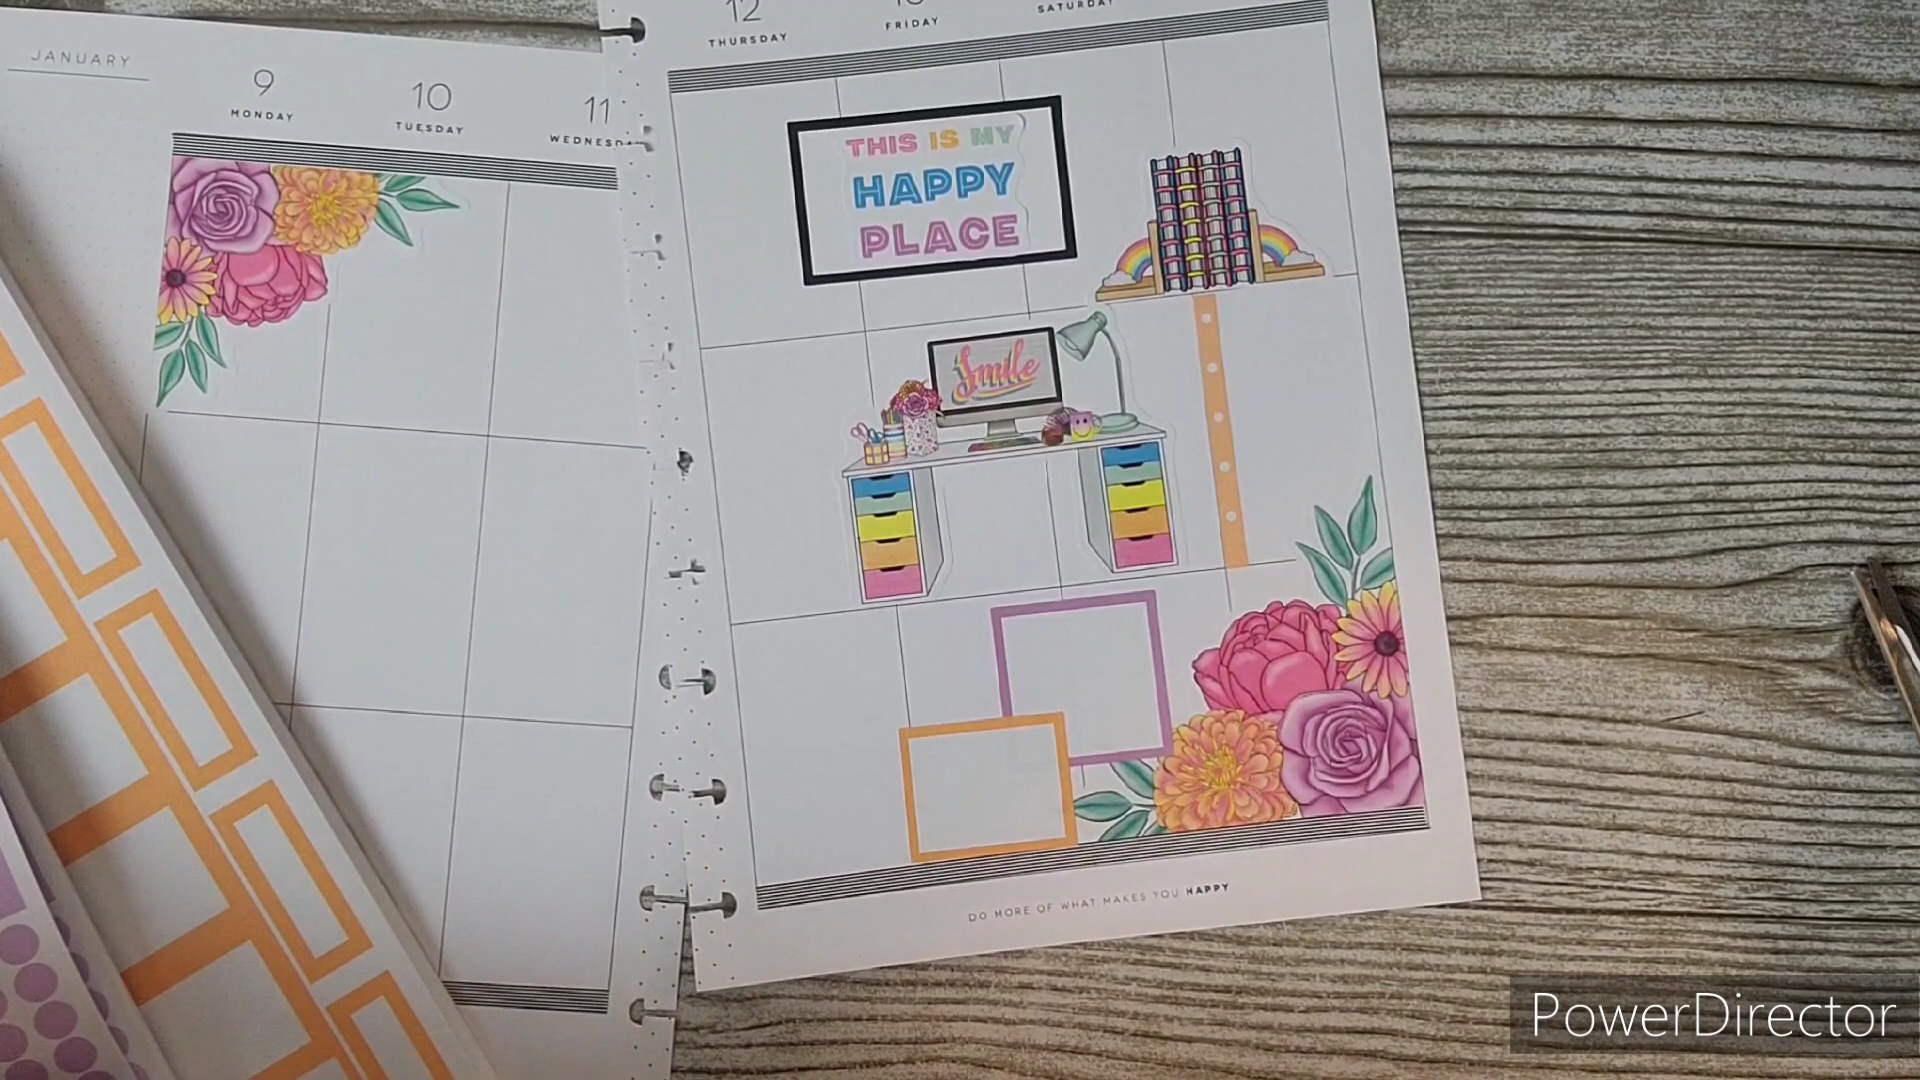 JANUARY
9
MONDAY
10
TUESDAY
11
12
THURSDAY
FRIDAY
SATURDAY
THIS IS MY
HAPPY
PLACE
Smile
DO MORE OF WHAT MAKES YOU HAPPY
PowerDirector